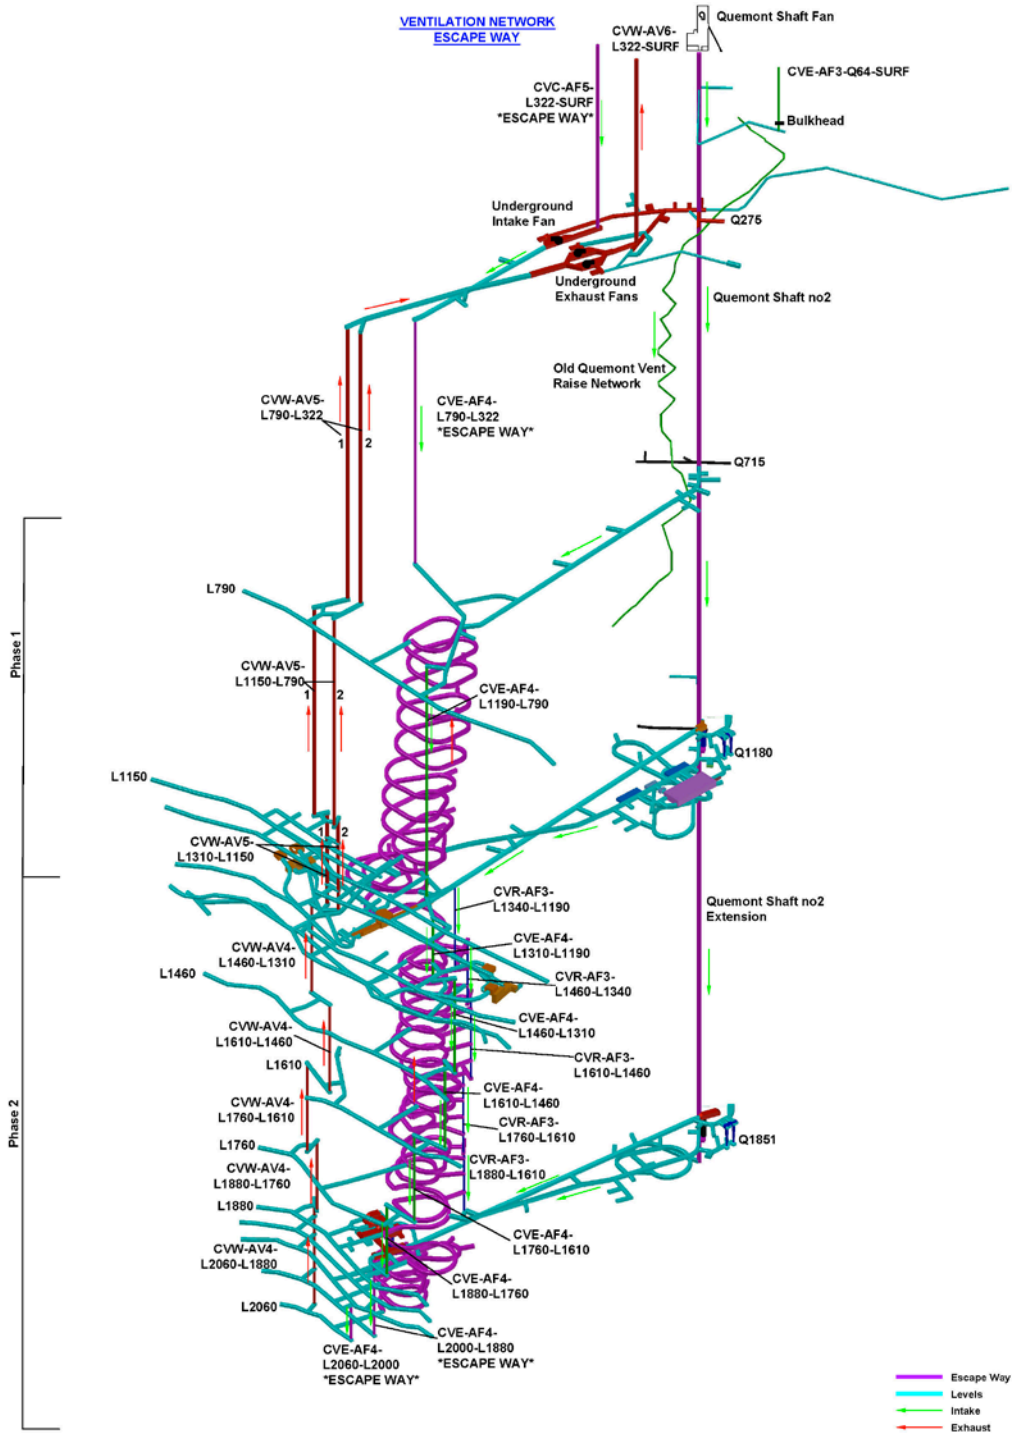 VENTILATION NETWORK
ESCAPE WAY
CVW-AV6-
L322-SURF
Quemont Shaft Fan
CVE-AF3-Q64-SURF
CVC-AF5-
L322-SURF
*ESCAPE WAY*
Bulkhead
Underground
Intake Fan
Q275
Underground
Exhaust Fans
Quemont Shaft no2
Old Quemont Vent
Raise Network
CVW-AV5-
L790-L322
1
2
CVE-AF4-
L790-L322
*ESCAPE WAY*
Q715
Phase 1
L790
CVW-AV5-
L1150-L790
1
2
CVE-AF4-
L1190-L790
Q1180
L1150
1
2
CVW-AV5-
L1310-L1150
CVR-AF3-
L1340-L1190
Quemont Shaft no2
Extension
CVW-AV4-
L1460-L1310
CVE-AF4-
L1310-L1190
L1460
CVR-AF3-
L1460-L1340
CVE-AF4-
L1460-L1310
CVW-AV4-
L1610-L1460
CVR-AF3-
L1610-L1460
L1610
CVE-AF4-
L1610-L1460
CVW-AV4-
L1760-L1610
CVR-AF3-
L1760-L1610
Phase 2
L1760
Q1851
CVR-AF3-
L1880-L1610
CVW-AV4-
L1880-L1760
L1880
CVE-AF4-
L1760-L1610
CVW-AV4-
L2060-L1880
CVE-AF4-
L1880-L1760
L2060
CVE-AF4-
L2060-L2000
*ESCAPE WAY*
CVE-AF4-
L2000-L1880
*ESCAPE WAY*
Escape Way
Levels
Intake
Exhaust